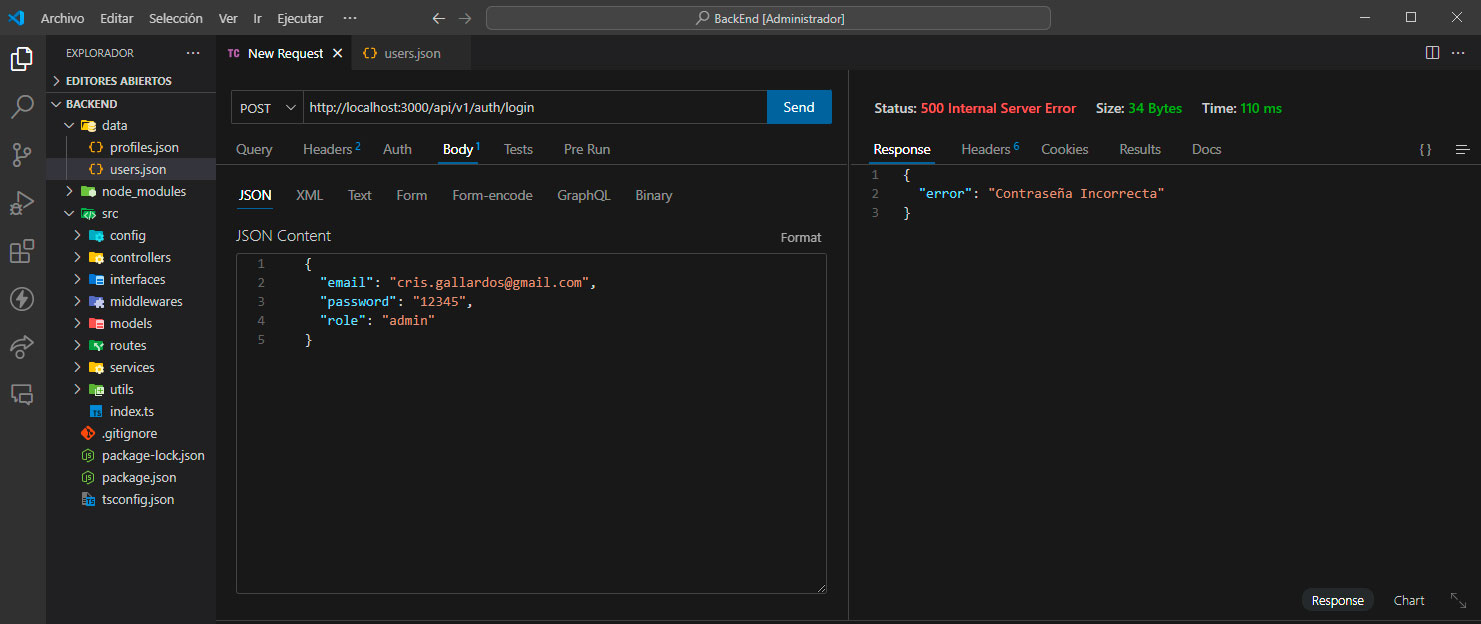 Archivo Editar Selección Ver Ir Ejecutar ··· BackEnd [Administrador]
EXPLORADOR ···
EDITORES ABIERTOS
BACKEND
data
profiles.json
users.json
node_modules
src
config
controllers
interfaces
middlewares
models
routes
services
utils
TS index.ts
.gitignore
JS package-lock.json
JS package.json
TS tsconfig.json
TC New Request users.json
POST http://localhost:3000/api/v1/auth/login Send
Query Headers 2 Auth Body 1 Tests Pre Run
JSON XML Text Form Form-encode GraphQL Binary
JSON Content Format
1 {
2 "email": "cris.gallardos@gmail.com",
3 "password": "12345",
4 "role": "admin"
5 }
Status: 500 Internal Server Error Size: 34 Bytes Time: 110 ms
Response Headers 6 Cookies Results Docs {}
1 {
2 "error": "Contraseña Incorrecta"
3 }
Response Chart